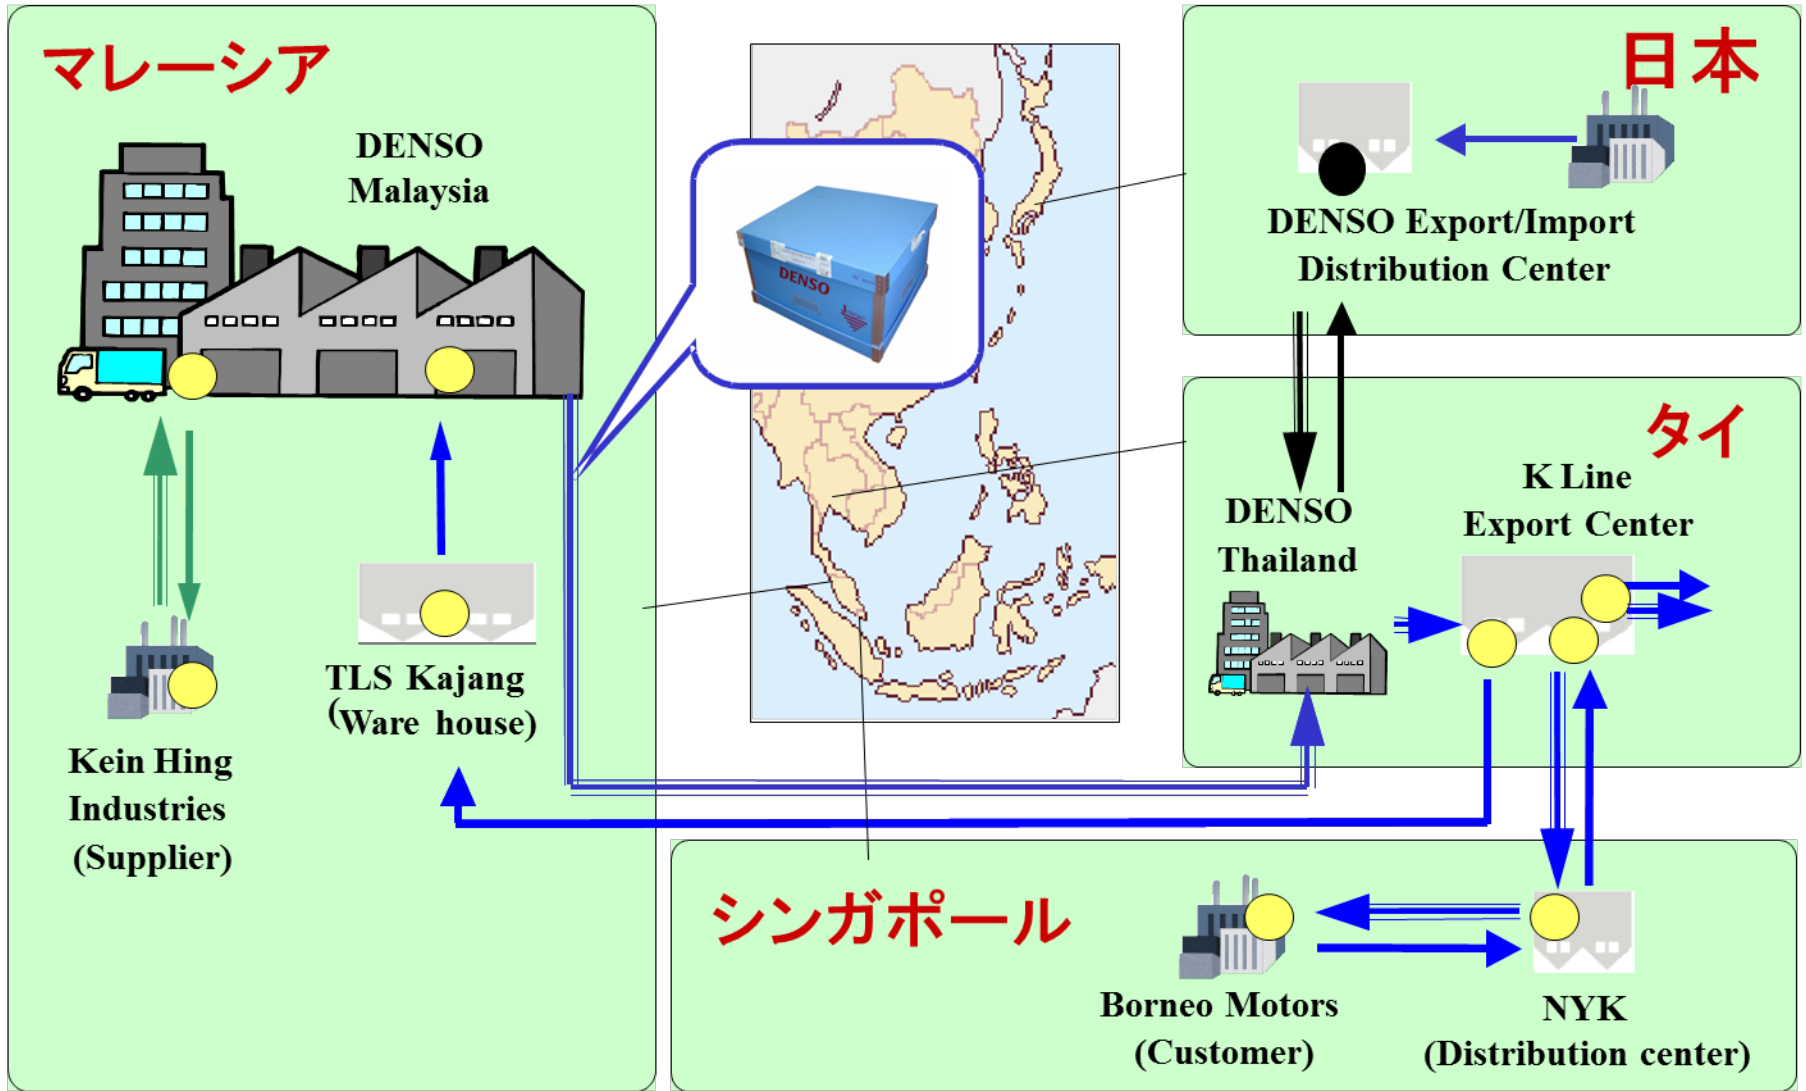 マレーシア
DENSO
Malaysia
Kein Hing
Industries
(Supplier)
TLS Kajang
(Ware house)
DENSO
日本
DENSO Export/Import
Distribution Center
タイ
DENSO
Thailand
K Line
Export Center
シンガポール
Borneo Motors
(Customer)
NYK
(Distribution center)